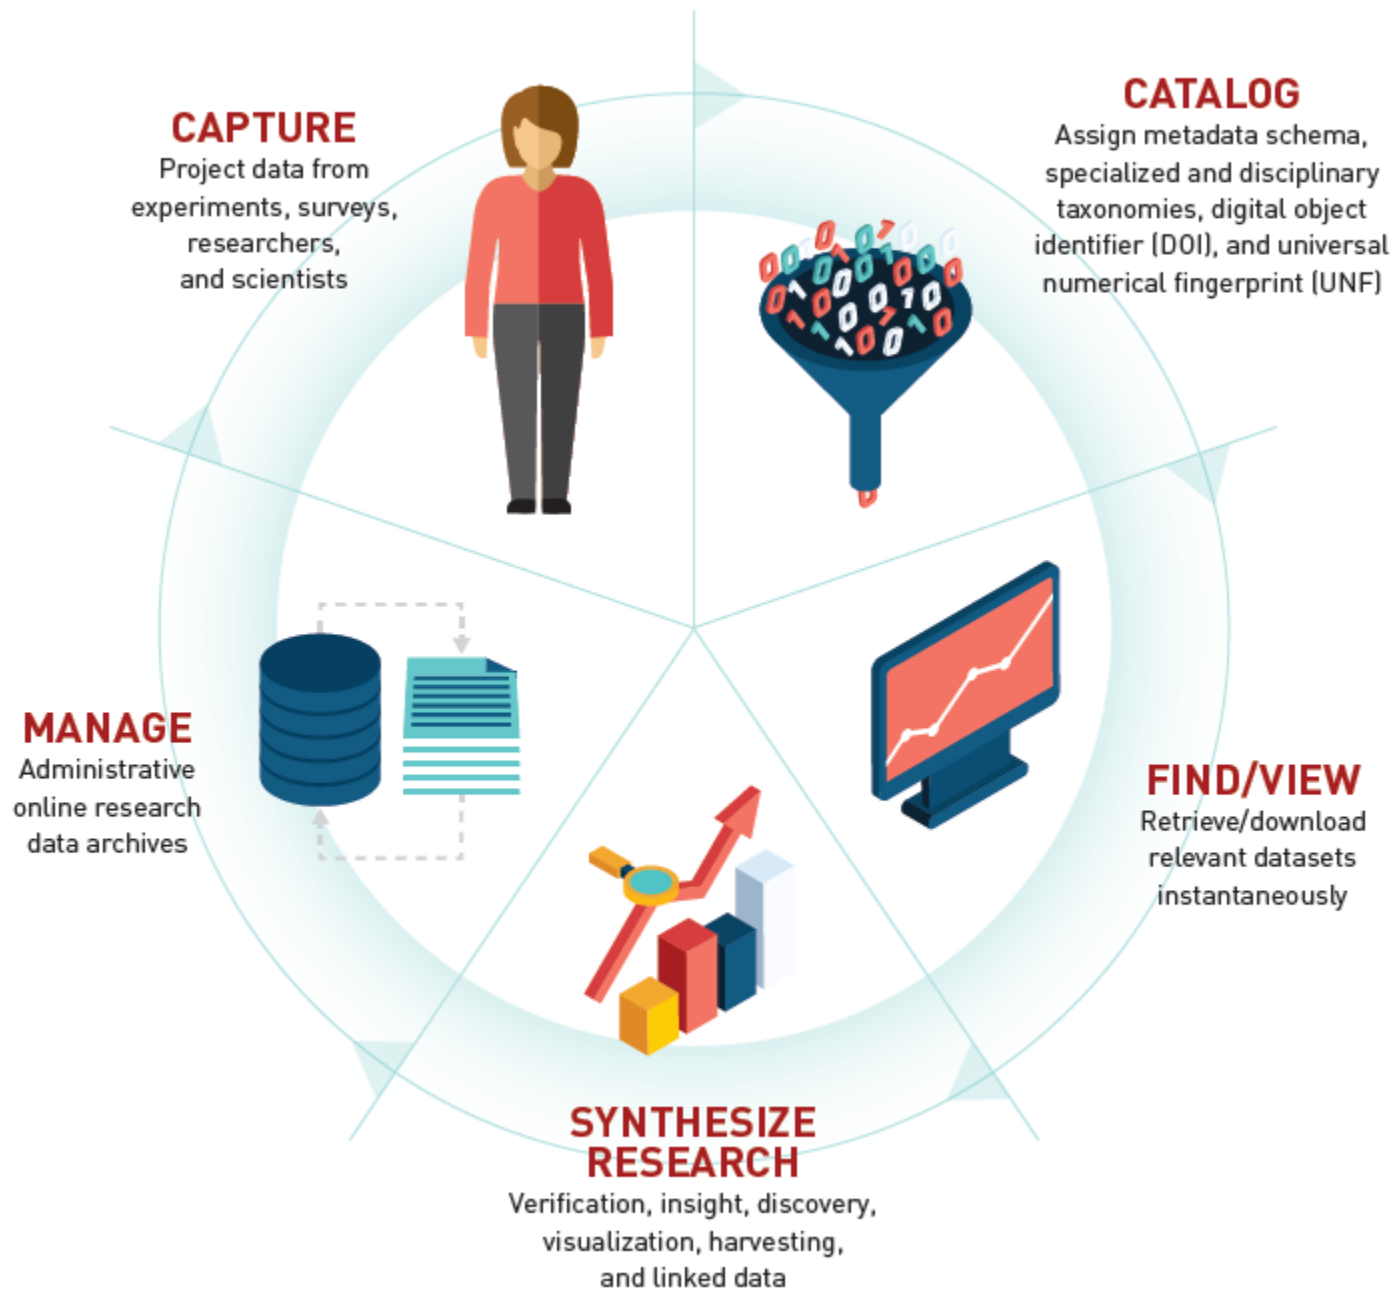 CAPTURE
Project data from
experiments, surveys,
researchers,
and scientists
CATALOG
Assign metadata schema,
specialized and disciplinary
taxonomies, digital object
identifier (DOI), and universal
numerical fingerprint (UNF)
FIND/VIEW
Retrieve/download
relevant datasets
instantaneously
SYNTHESIZE
RESEARCH
Verification, insight, discovery,
visualization, harvesting,
and linked data
MANAGE
Administrative
online research
data archives